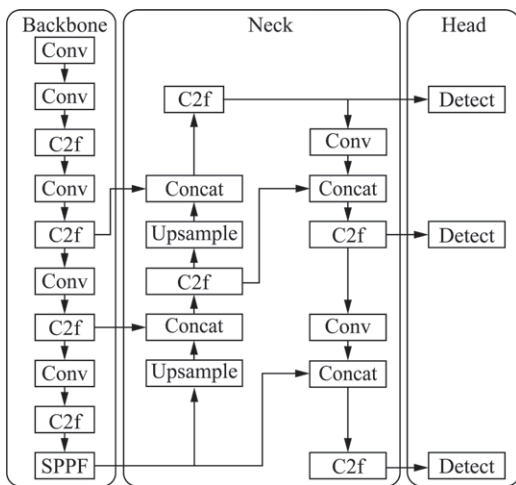 Backbone
Neck
Head
Conv
Conv
C2f
Conv
C2f
Conv
C2f
Conv
C2f
SPPF
C2f
Concat
Upsample
C2f
Concat
Upsample
Conv
Concat
C2f
Conv
Concat
C2f
Detect
Detect
Detect